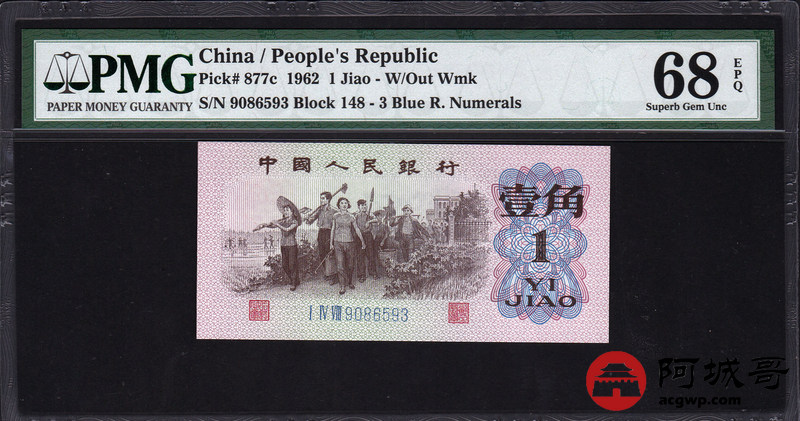 PMG
PAPER MONEY GUARANTY
China / People's Republic
Pick# 877c 1962 1 Jiao - W/Out Wmk
S/N 9086593 Block 148 - 3 Blue R. Numerals
68 EPQ
Superb Gem Unc
中國人民銀行
壹角
1
YI
JIAO
I IV VIII 9086593
阿城哥
acgwp.com